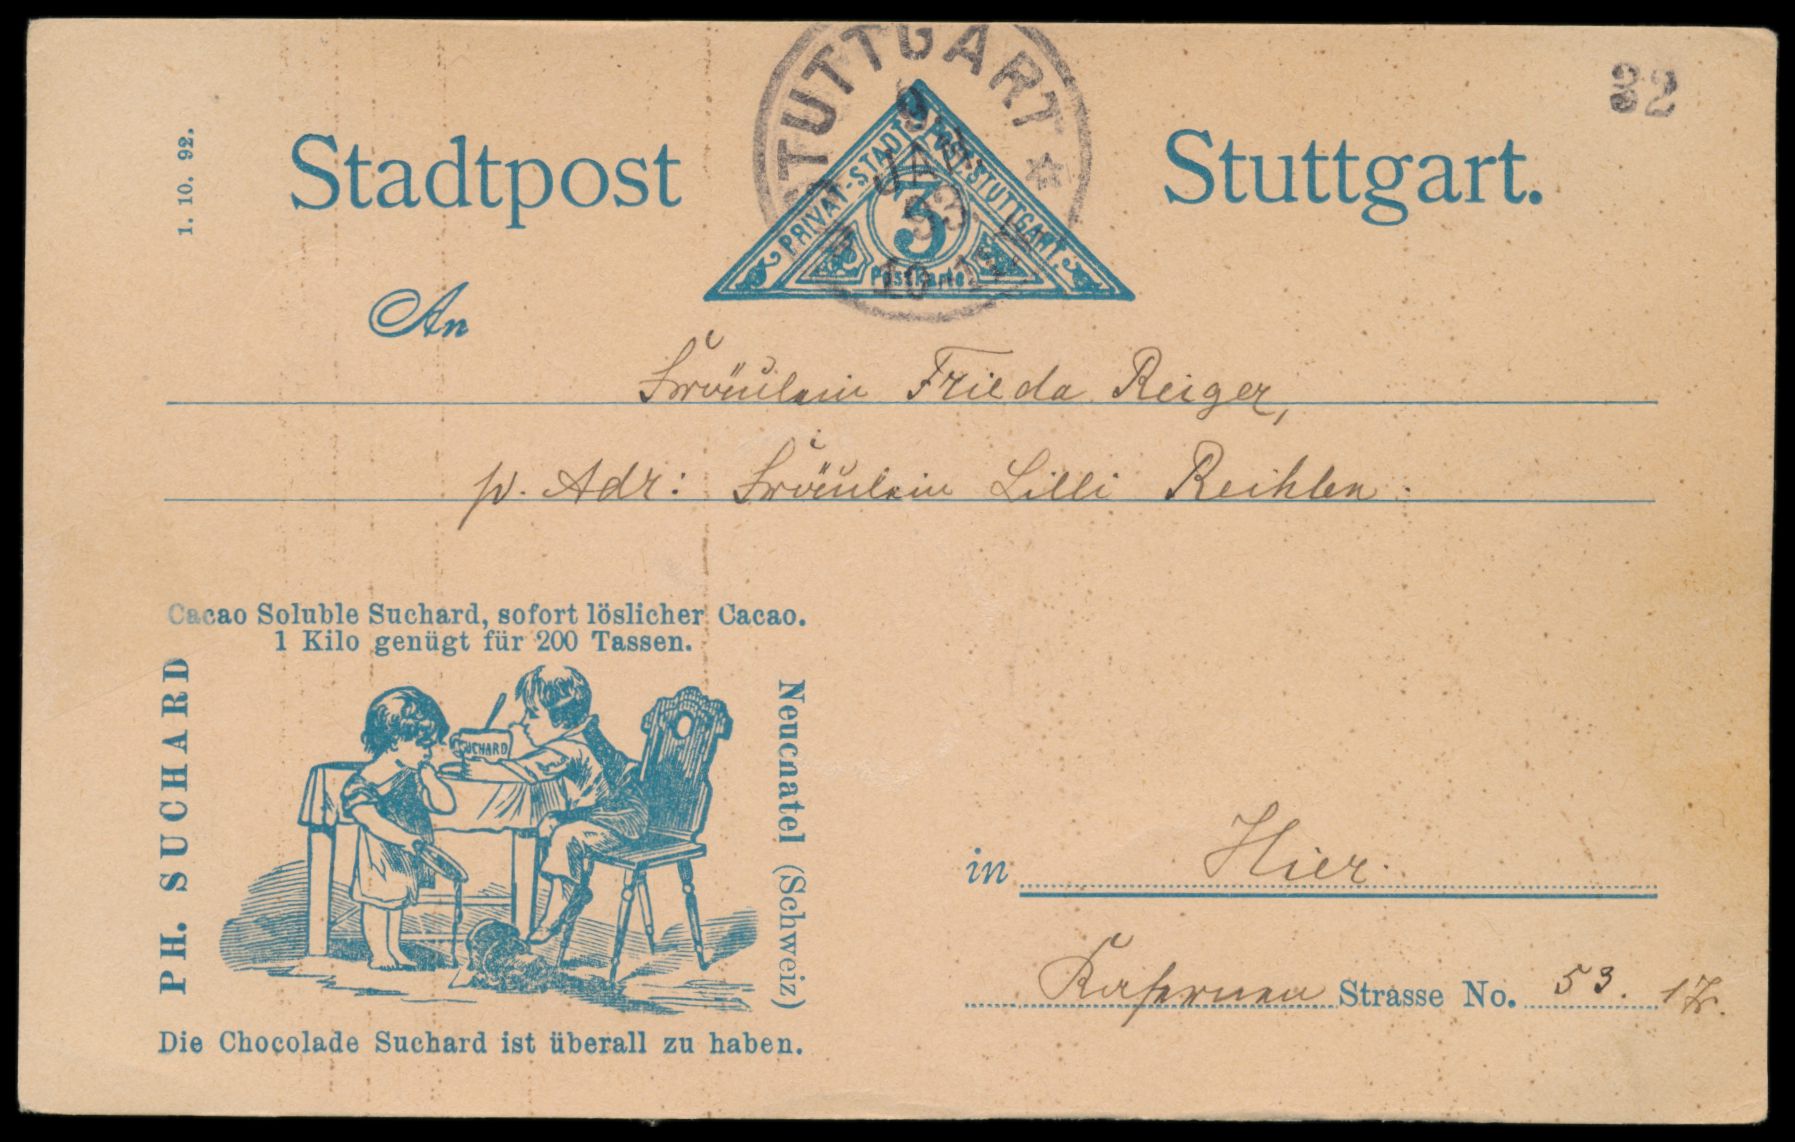 STUTTGART
32
1. 10. 92.
Stadtpost Stuttgart.
PRIVAT-STADT POST-STUTTGART.
3
Postkarte
An
Fräulein Frieda Reiger,
p. Adr: Fräulein Lilli Reihlen.
Cacao Soluble Suchard, sofort löslicher Cacao.
1 Kilo genügt für 200 Tassen.
PH. SUCHARD
SUCHARD
Neucnatel (Schweiz)
Die Chocolade Suchard ist überall zu haben.
in Hier.
Kasernen Strasse No. 53.